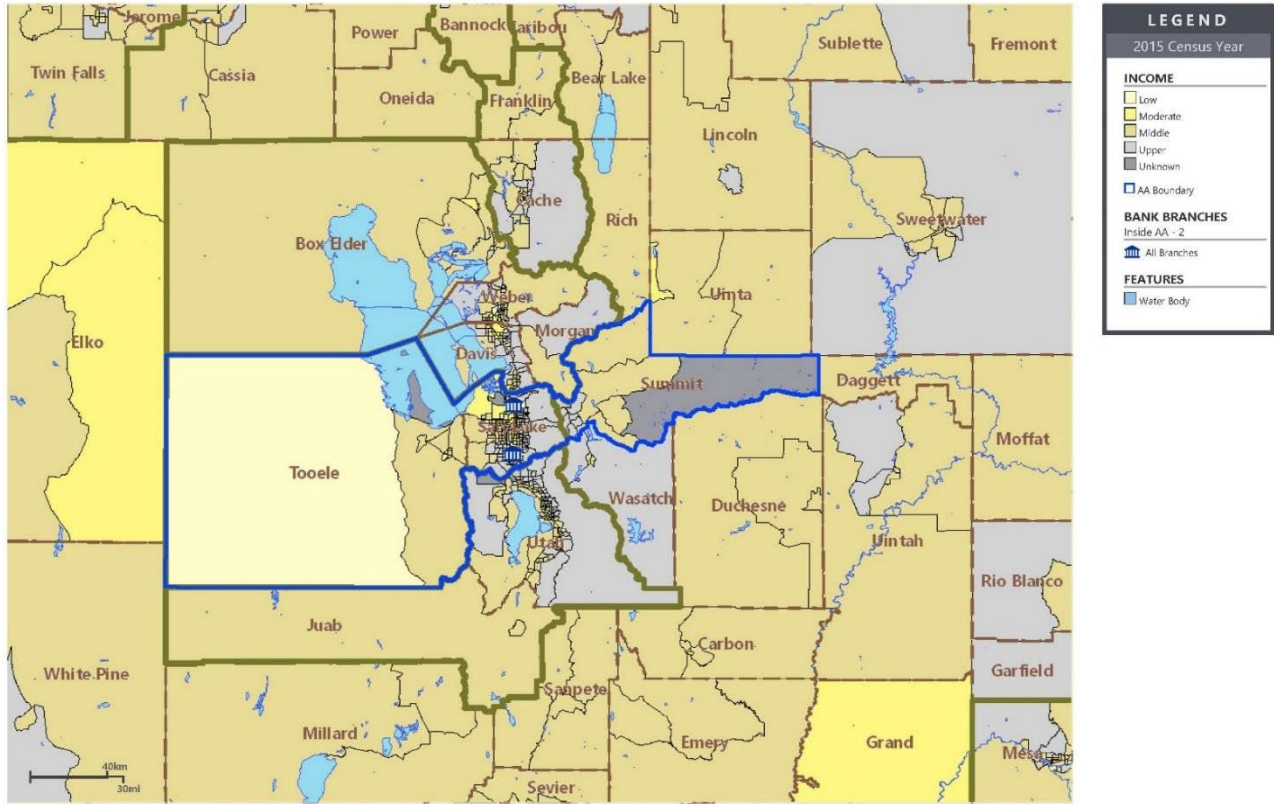 Jerome
Power
Bannock
Caribou
Sublette
Fremont
Twin Falls
Cassia
Oneida
Franklin
Bear Lake
Lincoln
Cache
Rich
Sweetwater
Box Elder
Weber
Uinta
Morgan
Elko
Davis
Summit
Daggett
Salt Lake
Moffat
Tooele
Wasatch
Duchesne
Utah
Uintah
Rio Blanco
Juab
Carbon
White Pine
Garfield
Sanpete
Millard
Emery
Grand
Mesa
Sevier
40km
30mi
LEGEND
2015 Census Year
INCOME
Low
Moderate
Middle
Upper
Unknown
AA Boundary
BANK BRANCHES
Inside AA - 2
All Branches
FEATURES
Water Body